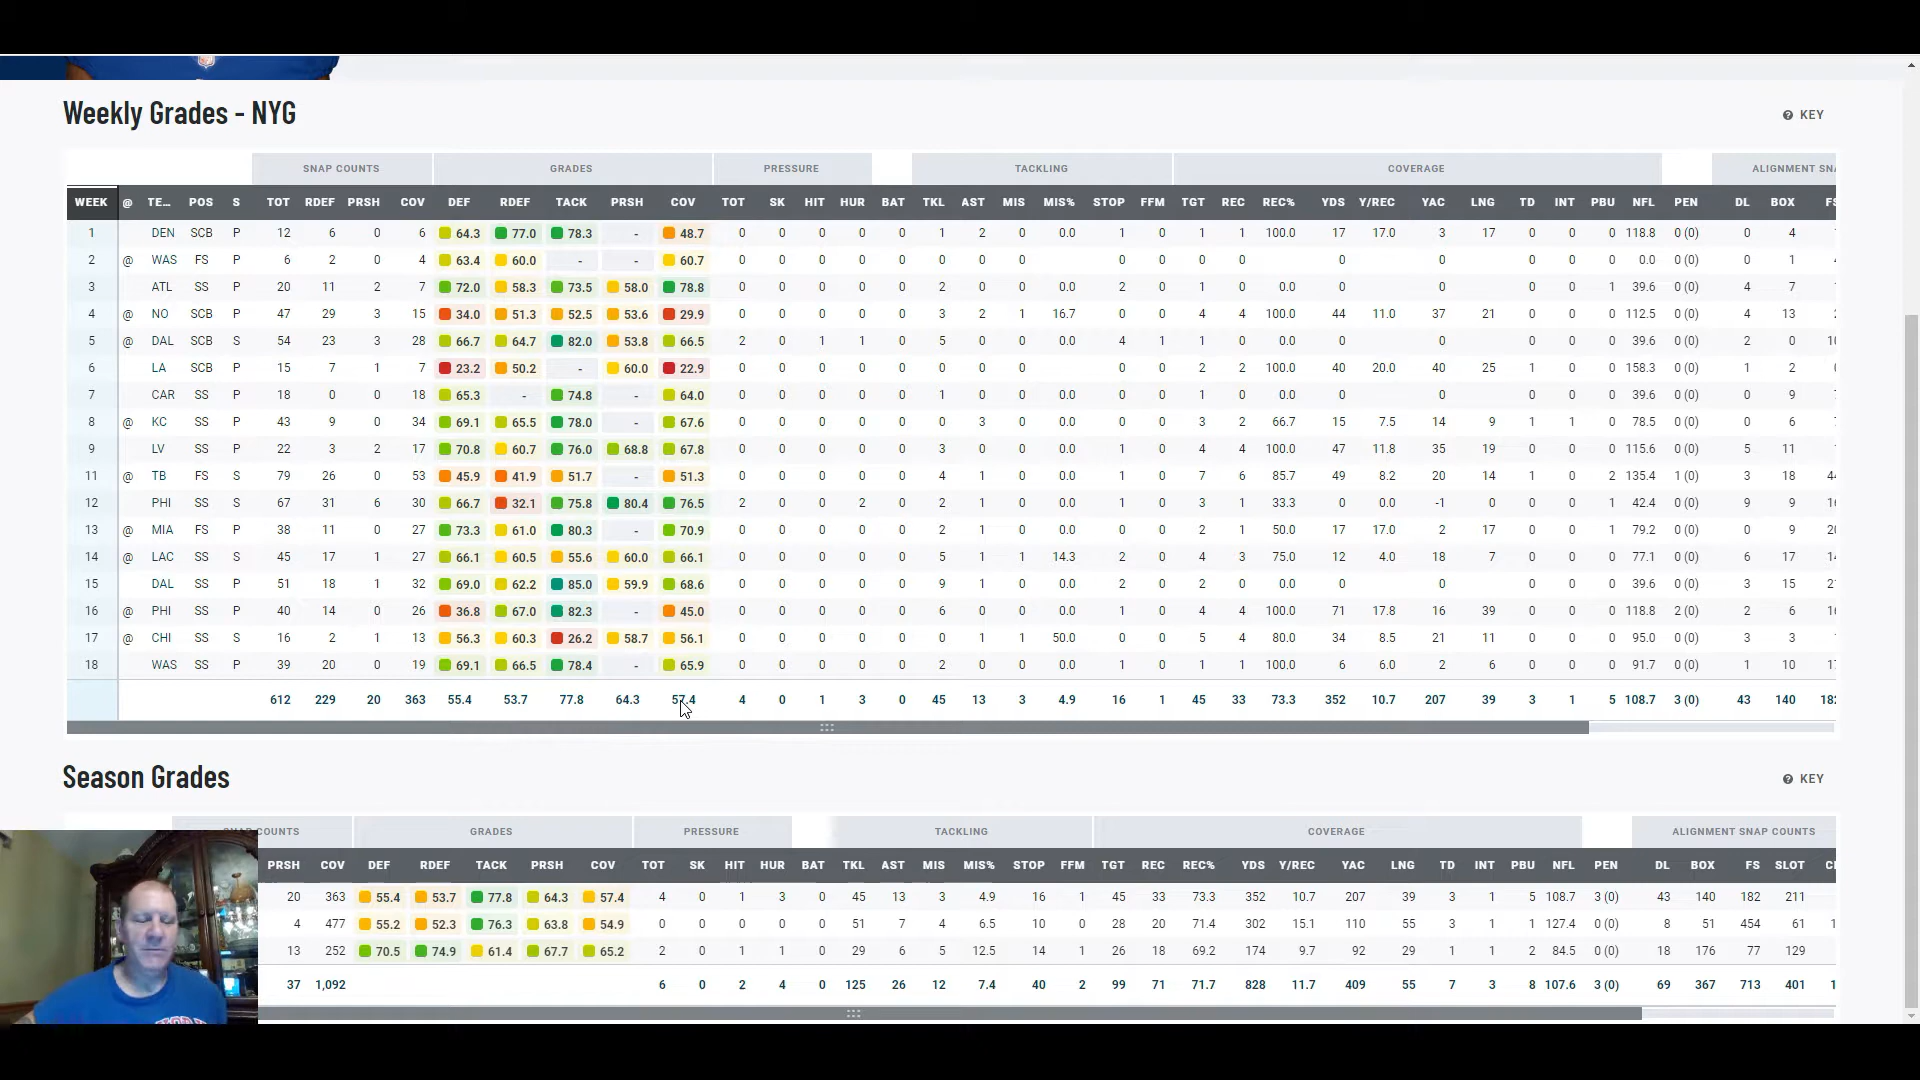 Weekly Grades - NYG
KEY
SNAP COUNTS GRADES PRESSURE TACKLING COVERAGE ALIGNMENT
WEEK @ TE... POS S TOT RDEF PRSH COV DEF RDEF TACK PRSH COV TOT SK HIT HUR BAT TKL AST MIS MIS% STOP FFM TGT REC REC% YDS Y/REC YAC LNG TD INT PBU NFL PEN DL BOX
1 DEN SCB P 12 6 0 6 64.3 77.0 78.3 - 48.7 0 0 0 0 0 1 2 0 0.0 1 0 1 1 100.0 17 17.0 3 17 0 0 0 118.8 0 (0) 0 4
2 @ WAS FS P 6 2 0 4 63.4 60.0 - - 60.7 0 0 0 0 0 0 0 0 0 0 0 0 0 0 0 0 0 0.0 0 (0) 0 1
3 ATL SS P 20 11 2 7 72.0 58.3 73.5 58.0 78.8 0 0 0 0 0 2 0 0 0.0 2 0 1 0 0.0 0 0 0 0 1 39.6 0 (0) 4 7
4 @ NO SCB P 47 29 3 15 34.0 51.3 52.5 53.6 29.9 0 0 0 0 0 3 2 1 16.7 0 0 4 4 100.0 44 11.0 37 21 0 0 0 112.5 0 (0) 4 13
5 @ DAL SCB S 54 23 3 28 66.7 64.7 82.0 53.8 66.5 2 0 1 1 0 5 0 0 0.0 4 1 1 0 0.0 0 0 0 0 0 39.6 0 (0) 2 0
6 LA SCB P 15 7 1 7 23.2 50.2 - 60.0 22.9 0 0 0 0 0 0 0 0 0 0 2 2 100.0 40 20.0 40 25 1 0 0 158.3 0 (0) 1 2
7 CAR SS P 18 0 0 18 65.3 - 74.8 - 64.0 0 0 0 0 0 1 0 0 0.0 0 0 1 0 0.0 0 0 0 0 0 39.6 0 (0) 0 9
8 @ KC SS P 43 9 0 34 69.1 65.5 78.0 - 67.6 0 0 0 0 0 0 3 0 0.0 0 0 3 2 66.7 15 7.5 14 9 1 1 0 78.5 0 (0) 0 6
9 LV SS P 22 3 2 17 70.8 60.7 76.0 68.8 67.8 0 0 0 0 0 3 0 0 0.0 1 0 4 4 100.0 47 11.8 35 19 0 0 0 115.6 0 (0) 5 11
11 @ TB FS S 79 26 0 53 45.9 41.9 51.7 - 51.3 0 0 0 0 0 4 1 0 0.0 1 0 7 6 85.7 49 8.2 20 14 1 0 2 135.4 1 (0) 3 18
12 PHI SS S 67 31 6 30 66.7 32.1 75.8 80.4 76.5 2 0 0 2 0 2 1 0 0.0 2 0 3 1 33.3 0 0.0 -1 0 0 0 1 42.4 0 (0) 9 9
13 @ MIA FS P 38 11 0 27 73.3 61.0 80.3 - 70.9 0 0 0 0 0 2 1 0 0.0 0 0 2 1 50.0 17 17.0 2 17 0 0 1 79.2 0 (0) 0 9
14 @ LAC SS S 45 17 1 27 66.1 60.5 55.6 60.0 66.1 0 0 0 0 0 5 1 1 14.3 2 0 4 3 75.0 12 4.0 18 7 0 0 0 77.1 0 (0) 6 17
15 DAL SS P 51 18 1 32 69.0 62.2 85.0 59.9 68.6 0 0 0 0 0 9 1 0 0.0 2 0 2 0 0.0 0 0 0 0 0 39.6 0 (0) 3 15
16 @ PHI SS P 40 14 0 26 36.8 67.0 82.3 - 45.0 0 0 0 0 0 6 0 0 0.0 1 0 4 4 100.0 71 17.8 16 39 0 0 0 118.8 2 (0) 2 6
17 @ CHI SS S 16 2 1 13 56.3 60.3 26.2 58.7 56.1 0 0 0 0 0 0 1 1 50.0 0 0 5 4 80.0 34 8.5 21 11 0 0 0 95.0 0 (0) 3 3
18 WAS SS P 39 20 0 19 69.1 66.5 78.4 - 65.9 0 0 0 0 0 2 0 0 0.0 1 0 1 1 100.0 6 6.0 2 6 0 0 0 91.7 0 (0) 1 10
612 229 20 363 55.4 53.7 77.8 64.3 57.4 4 0 1 3 0 45 13 3 4.9 16 1 45 33 73.3 352 10.7 207 39 3 1 5 108.7 3 (0) 43 140
Season Grades
KEY
COUNTS GRADES PRESSURE TACKLING COVERAGE ALIGNMENT SNAP COUNTS
PRSH COV DEF RDEF TACK PRSH COV TOT SK HIT HUR BAT TKL AST MIS MIS% STOP FFM TGT REC REC% YDS Y/REC YAC LNG TD INT PBU NFL PEN DL BOX FS SLOT
20 363 55.4 53.7 77.8 64.3 57.4 4 0 1 3 0 45 13 3 4.9 16 1 45 33 73.3 352 10.7 207 39 3 1 5 108.7 3 (0) 43 140 182 211
4 477 55.2 52.3 76.3 63.8 54.9 0 0 0 0 0 51 7 4 6.5 10 0 28 20 71.4 302 15.1 110 55 3 1 1 127.4 0 (0) 8 51 454 61
13 252 70.5 74.9 61.4 67.7 65.2 2 0 1 1 0 29 6 5 12.5 14 1 26 18 69.2 174 9.7 92 29 1 1 2 84.5 0 (0) 18 176 77 129
37 1,092 6 0 2 4 0 125 26 12 7.4 40 2 99 71 71.7 828 11.7 409 55 7 3 8 107.6 3 (0) 69 367 713 401